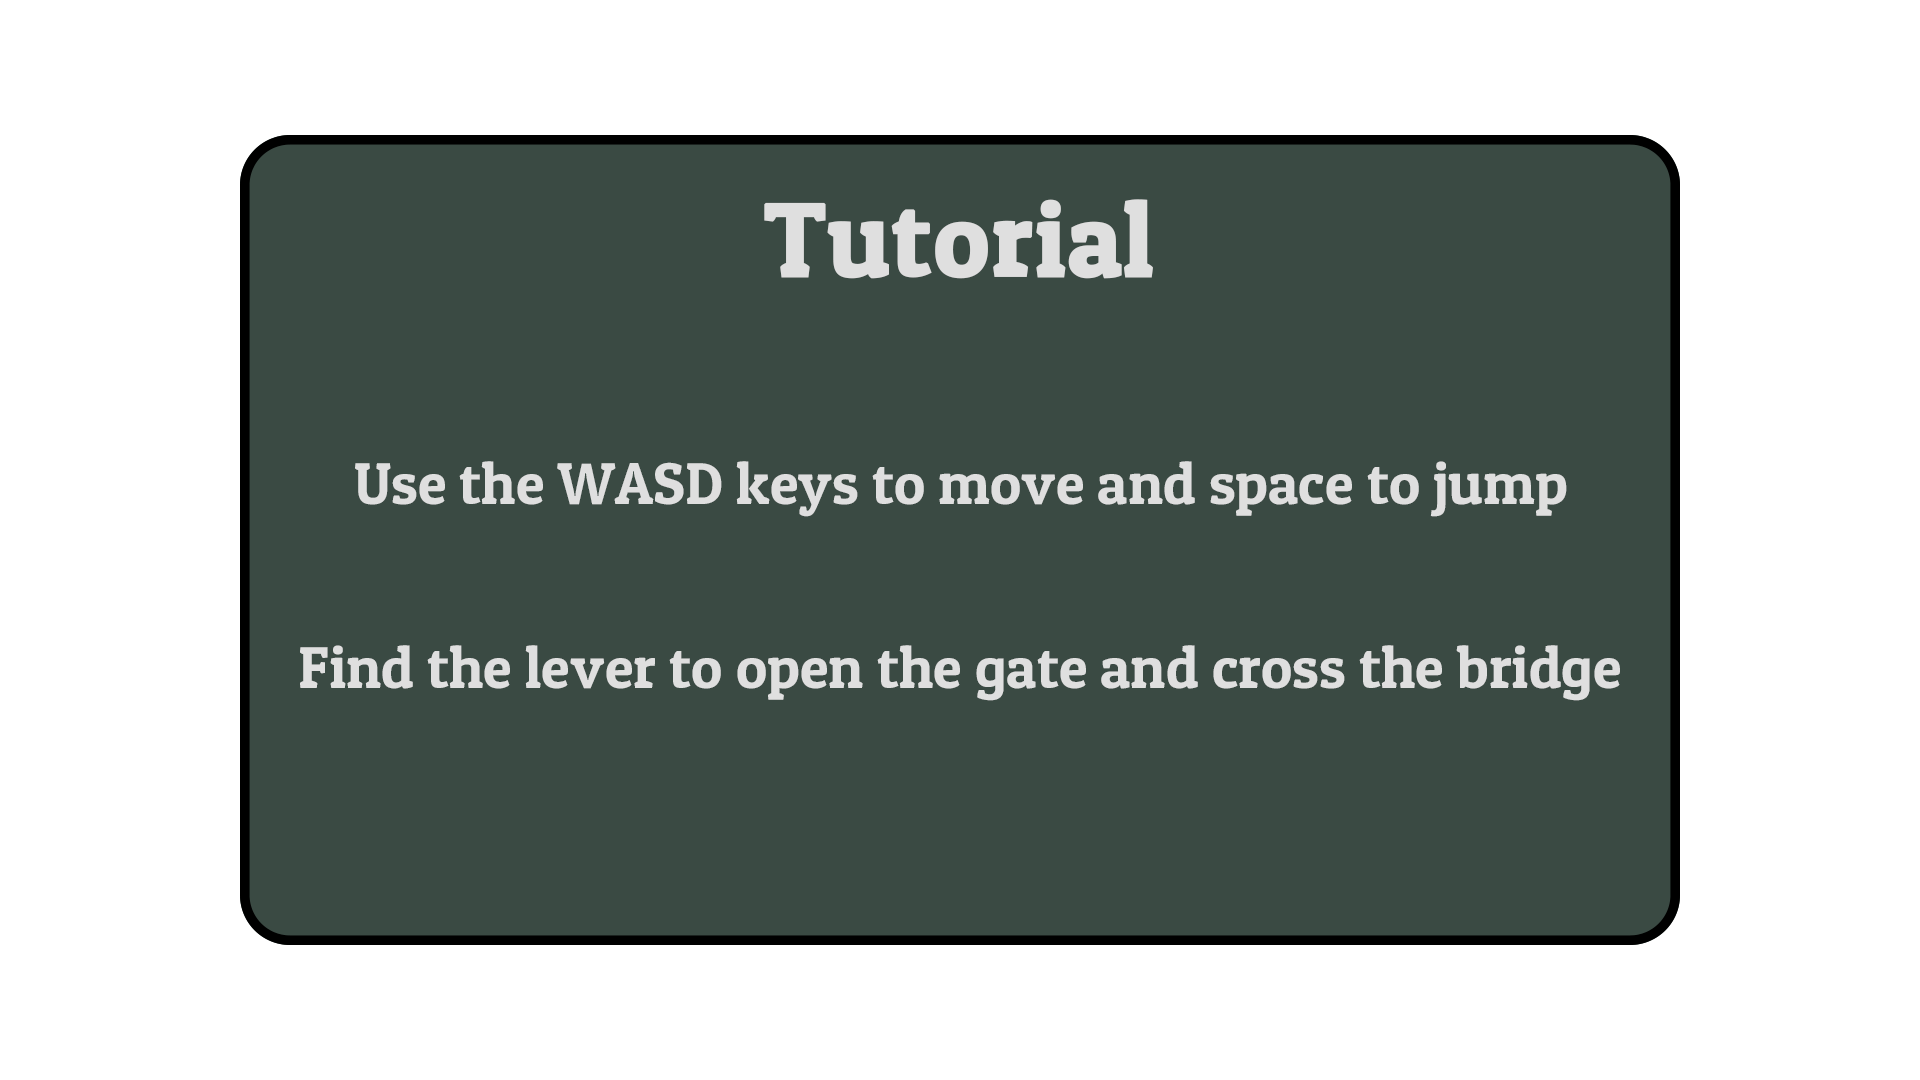 Tutorial
Use the WASD keys to move and space to jump
Find the lever to open the gate and cross the bridge